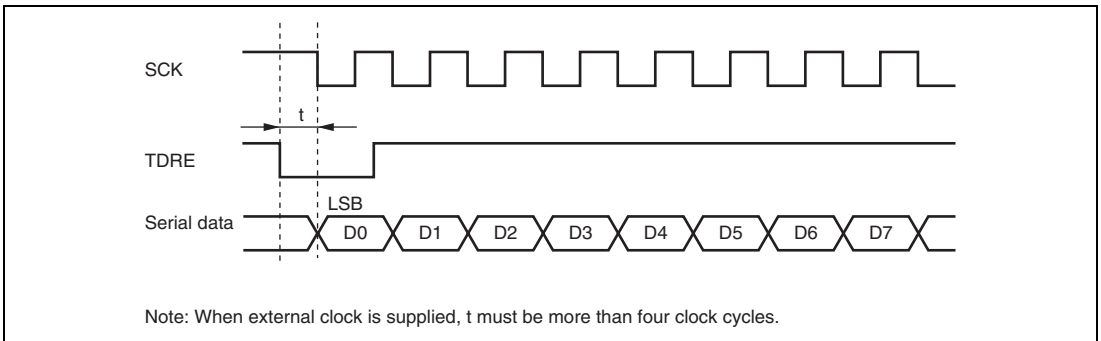 SCK
t
TDRE
LSB
Serial data D0 D1 D2 D3 D4 D5 D6 D7
Note: When external clock is supplied, t must be more than four clock cycles.